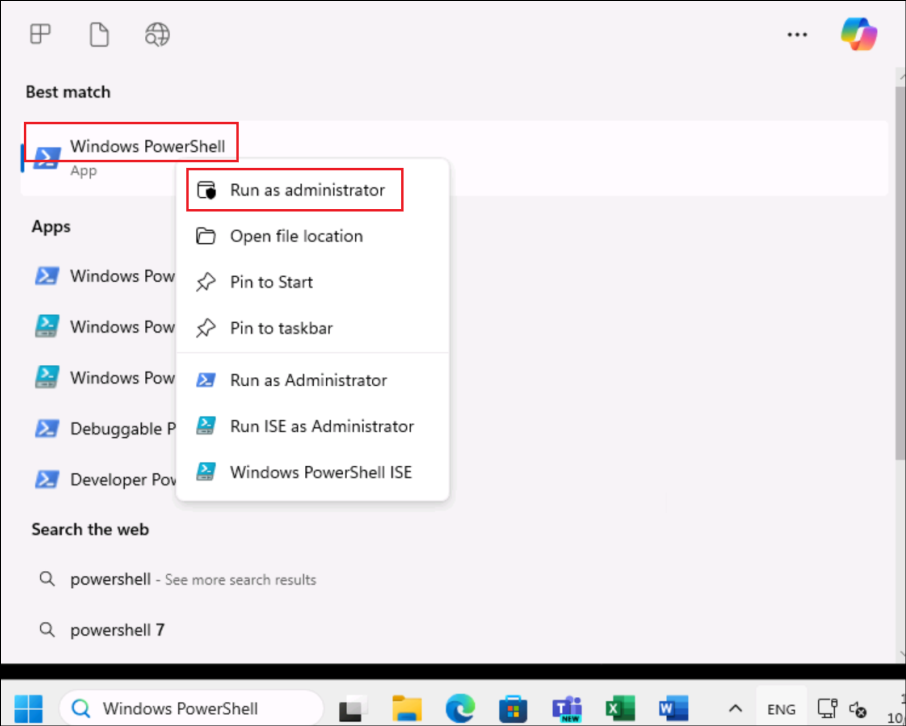 Best match
Windows PowerShell
App
Run as administrator
Open file location
Pin to Start
Pin to taskbar
Run as Administrator
Run ISE as Administrator
Windows PowerShell ISE
Apps
Windows Pow
Windows Pow
Windows Pow
Debuggable P
Developer Pow
Search the web
powershell - See more search results
powershell 7
Windows PowerShell
NEW
ENG
10